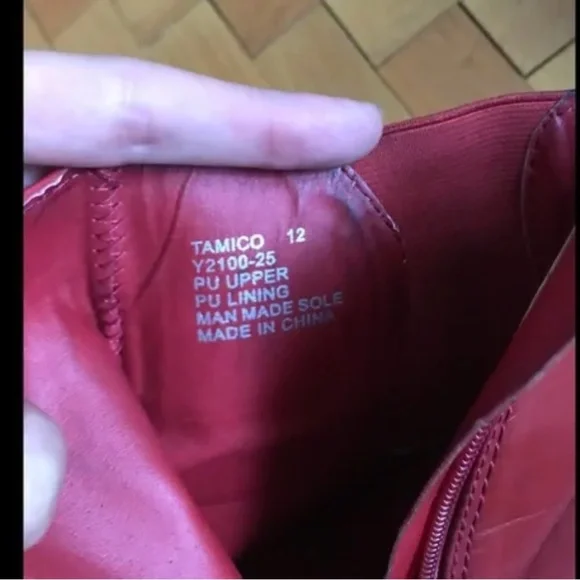 TAMICO 12
Y2100-25
PU UPPER
PU LINING
MAN MADE SOLE
MADE IN CHINA